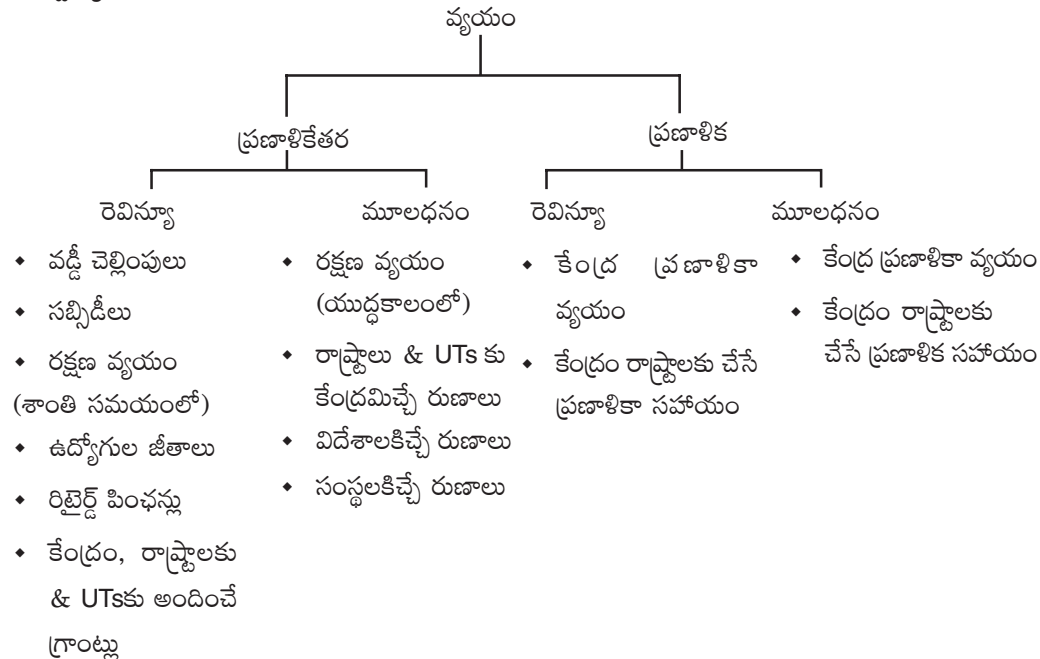 వ్యయం
ప్రణాళికేతర
ప్రణాళిక
రెవిన్యూ
మూలధనం
రెవిన్యూ
మూలధనం
◆ వడ్డీ చెల్లింపులు
◆ సబ్సిడీలు
◆ రక్షణ వ్యయం
(శాంతి సమయంలో)
◆ ఉద్యోగుల జీతాలు
◆ రిటైర్డ్ పింఛన్లు
◆ కేంద్రం, రాష్ట్రాలకు
& UTsకు అందించే
గ్రాంట్లు
◆ రక్షణ వ్యయం
(యుద్ధకాలంలో)
◆ రాష్ట్రాలు & UTs కు
కేంద్రమిచ్చే రుణాలు
◆ విదేశాలకిచ్చే రుణాలు
◆ సంస్థలకిచ్చే రుణాలు
◆ కేంద్ర ప్రణాళికా
వ్యయం
◆ కేంద్రం రాష్ట్రాలకు చేసే
ప్రణాళికా సహాయం
◆ కేంద్ర ప్రణాళికా వ్యయం
◆ కేంద్రం రాష్ట్రాలకు
చేసే ప్రణాళిక సహాయం